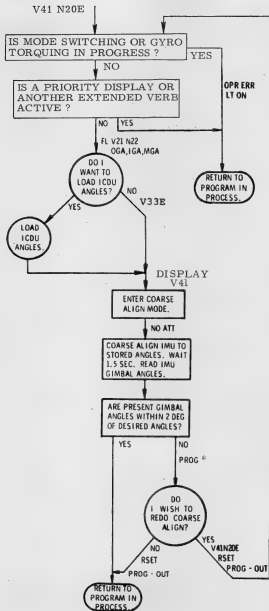 V41 N20E
IS MODE SWITCHING OR GYRO
TORQUING IN PROGRESS ?
YES
NO
OPR ERR
LT ON
IS A PRIORITY DISPLAY OR
ANOTHER EXTENDED VERB
ACTIVE ?
NO
YES
FL V21 N22
OGA, IGA, MGA
DO I
WANT TO
LOAD ICDU
ANGLES?
NO
V33E
YES
RETURN TO
PROGRAM IN
PROCESS.
LOAD
ICDU
ANGLES.
DISPLAY
V41
ENTER COARSE
ALIGN MODE.
NO ATT
COARSE ALIGN IMU TO
STORED ANGLES. WAIT
1.5 SEC. READ IMU
GIMBAL ANGLES.
ARE PRESENT GIMBAL
ANGLES WITHIN 2 DEG
OF DESIRED ANGLES?
YES
NO
PROG
DO
I WISH TO
REDO COARSE
ALIGN?
NO
RSET
PROG - OUT
YES
V41N20E
RSET
PROG - OUT
RETURN TO
PROGRAM IN
PROCESS.